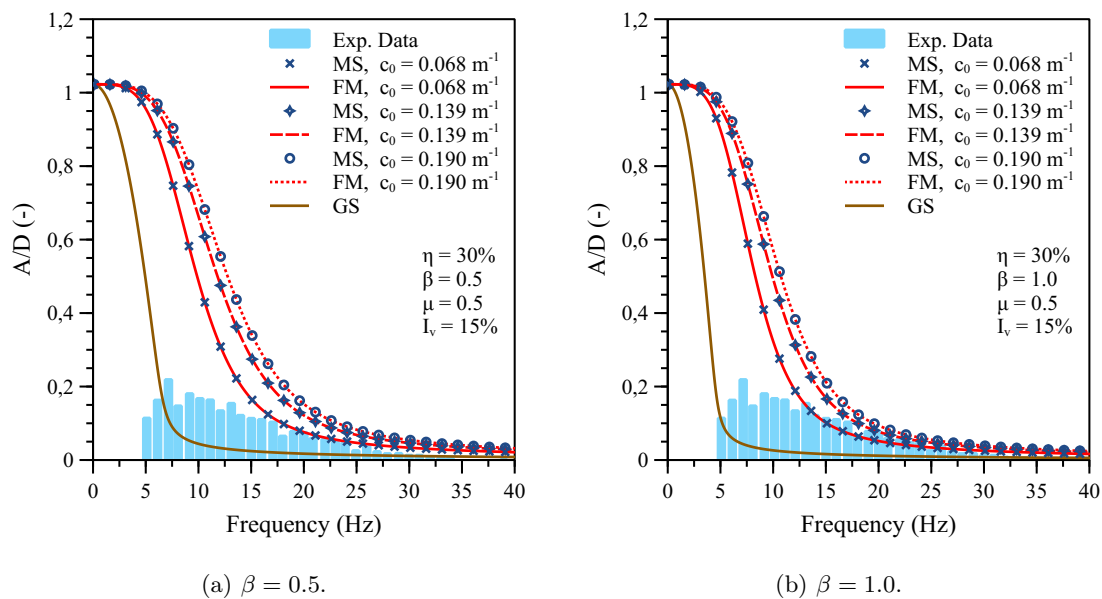 1,2
1
0,8
0,6
0,4
0,2
0
A/D (-)
0 5 10 15 20 25 30 35 40
Frequency (Hz)
Exp. Data
MS, c₀ = 0.068 m⁻¹
FM, c₀ = 0.068 m⁻¹
MS, c₀ = 0.139 m⁻¹
FM, c₀ = 0.139 m⁻¹
MS, c₀ = 0.190 m⁻¹
FM, c₀ = 0.190 m⁻¹
GS
η = 30%
β = 0.5
μ = 0.5
Iᵥ = 15%
(a) β = 0.5.
1,2
1
0,8
0,6
0,4
0,2
0
A/D (-)
0 5 10 15 20 25 30 35 40
Frequency (Hz)
Exp. Data
MS, c₀ = 0.068 m⁻¹
FM, c₀ = 0.068 m⁻¹
MS, c₀ = 0.139 m⁻¹
FM, c₀ = 0.139 m⁻¹
MS, c₀ = 0.190 m⁻¹
FM, c₀ = 0.190 m⁻¹
GS
η = 30%
β = 1.0
μ = 0.5
Iᵥ = 15%
(b) β = 1.0.